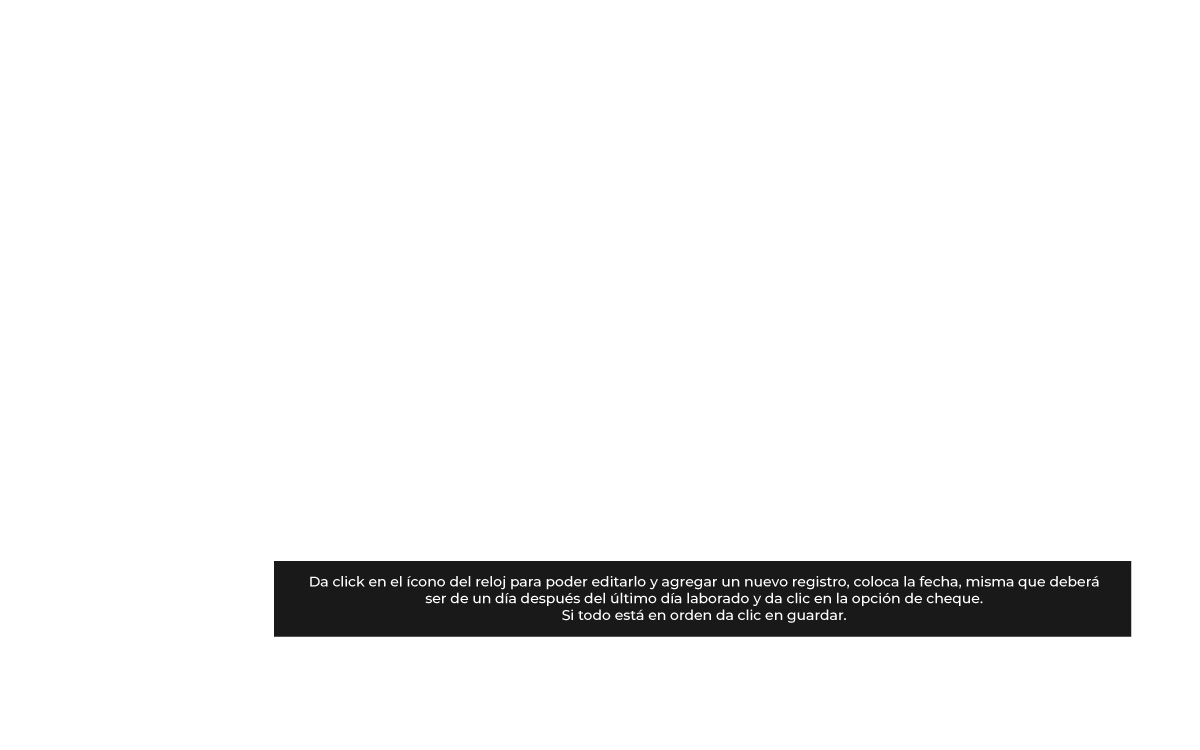 Da click en el ícono del reloj para poder editarlo y agregar un nuevo registro, coloca la fecha, misma que deberá
ser de un día después del último día laborado y da clic en la opción de cheque.
Si todo está en orden da clic en guardar.